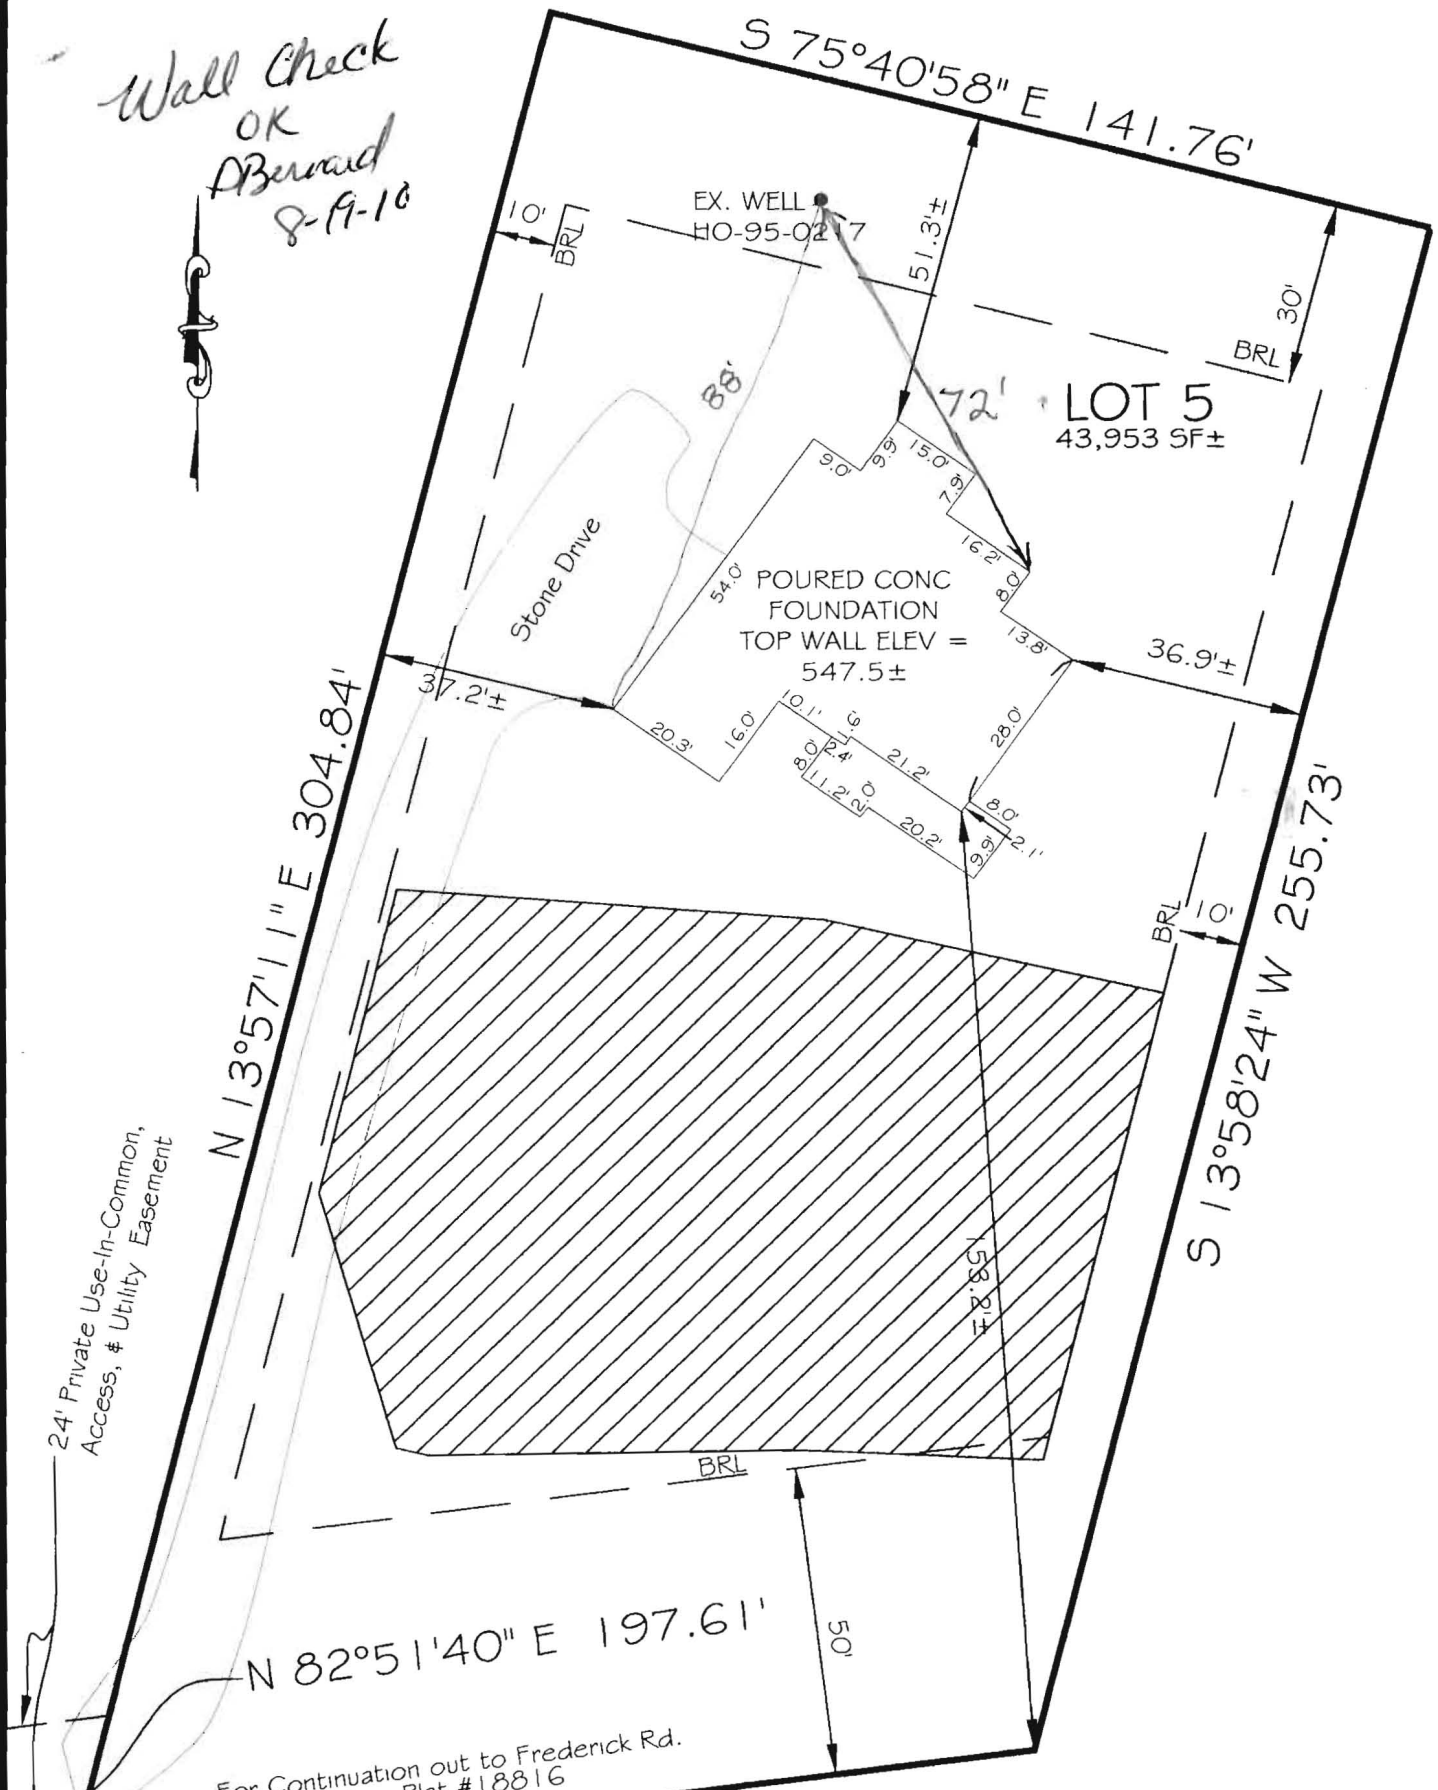 Wall Check
OK
8-19-10
S 75°40'58" E 141.76'
EX. WELL
HO-95-0217
10'
BRL
51.3'±
30'
BRL
88'
72'
LOT 5
43,953 SF±
9.0'
9.9'
15.0'
7.9'
16.2'
8.0'
13.8'
Stone Drive
54.0'
POURED CONC
FOUNDATION
TOP WALL ELEV =
547.5±
36.9'±
37.2'±
20.3'
16.0'
10.1'
1.6'
2.4'
8.0'
11.2'
2.0'
21.2'
20.2'
28.0'
8.0'
2.1'
9.9'
N 13°57'11" E 304.84'
S 13°58'24" W 255.73'
BRL
10'
158.2'±
24' Private Use-In-Common,
Access, & Utility Easement
BRL
50'
N 82°51'40" E 197.61'
For Continuation out to Frederick Rd.
Plat #18816